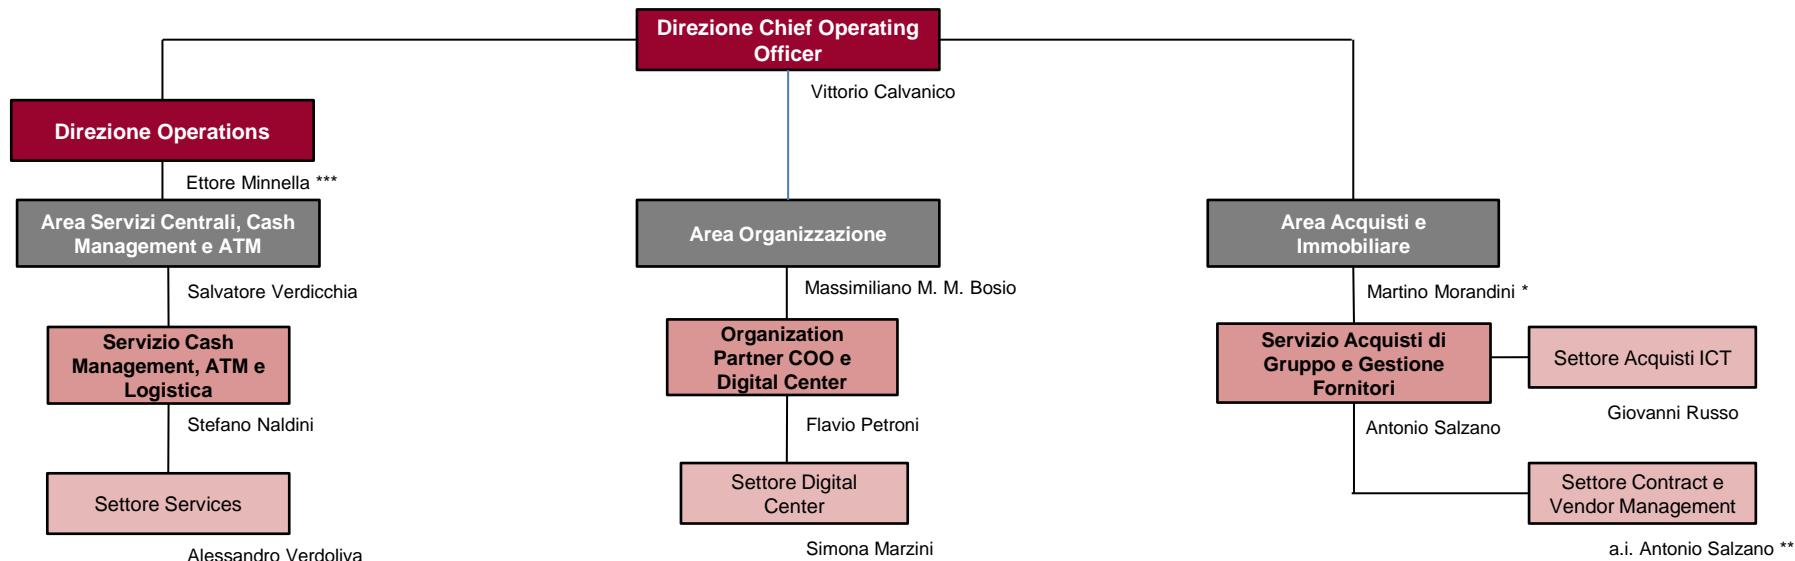 Direzione Chief Operating
Officer
Vittorio Calvanico
Direzione Operations
Ettore Minnella ***
Area Servizi Centrali, Cash
Management e ATM
Salvatore Verdicchia
Servizio Cash
Management, ATM e
Logistica
Stefano Naldini
Settore Services
Alessandro Verdoliva
Area Organizzazione
Massimiliano M. M. Bosio
Organization
Partner COO e
Digital Center
Flavio Petroni
Settore Digital
Center
Simona Marzini
Area Acquisti e
Immobiliare
Martino Morandini *
Servizio Acquisti di
Gruppo e Gestione
Fornitori
Antonio Salzano
Settore Acquisti ICT
Giovanni Russo
Settore Contract e
Vendor Management
a.i. Antonio Salzano **